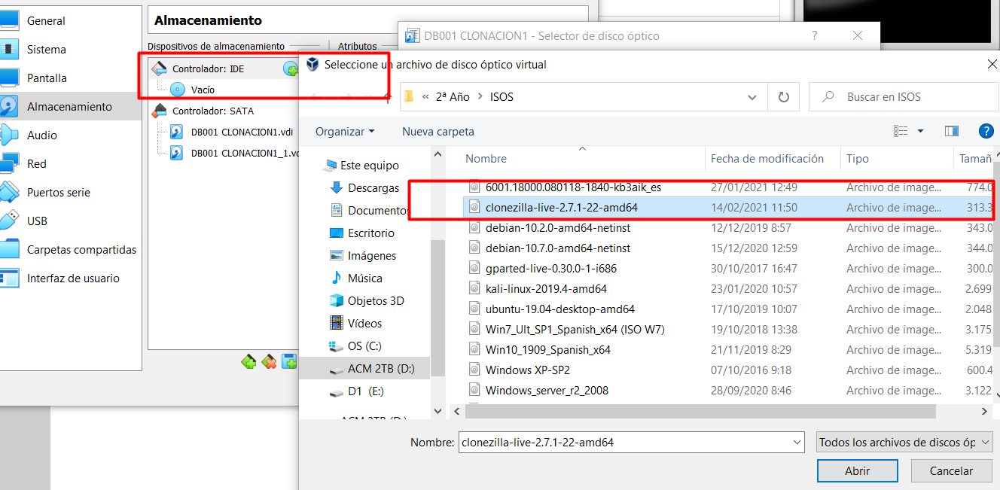 General
Sistema
Pantalla
Almacenamiento
Audio
Red
Puertos serie
USB
Carpetas compartidas
Interfaz de usuario
Almacenamiento
Dispositivos de almacenamiento
Atributos
Controlador: IDE
Vacío
Controlador: SATA
DB001 CLONACION1.vdi
DB001 CLONACION1_1.vd
DB001 CLONACION1 - Selector de disco óptico
?
Seleccione un archivo de disco óptico virtual
« 2ª Año > ISOS
Buscar en ISOS
Organizar
Nueva carpeta
?
Este equipo
Descargas
Documentos
Escritorio
Imágenes
Música
Objetos 3D
Vídeos
OS (C:)
ACM 2TB (D:)
D1 (E:)
ACM 2TB (D:)
Nombre Fecha de modificación Tipo Tamañ
6001.18000.080118-1840-kb3aik_es 27/01/2021 12:49 Archivo de image... 774.0
clonezilla-live-2.7.1-22-amd64 14/02/2021 11:50 Archivo de image... 313.3
debian-10.2.0-amd64-netinst 12/12/2019 8:57 Archivo de image... 343.0
debian-10.7.0-amd64-netinst 15/12/2020 12:59 Archivo de image... 344.0
gparted-live-0.30.0-1-i686 30/10/2017 16:47 Archivo de image... 300.0
kali-linux-2019.4-amd64 23/01/2020 10:57 Archivo de image... 2.699
ubuntu-19.04-desktop-amd64 17/10/2019 10:07 Archivo de image... 2.048
Win7_Ult_SP1_Spanish_x64 (ISO W7) 19/10/2018 13:38 Archivo de image... 3.175
Win10_1909_Spanish_x64 21/11/2019 8:29 Archivo de image... 5.319
Windows XP-SP2 07/10/2016 9:18 Archivo de image... 600.4
Windows_server_r2_2008 28/09/2020 8:46 Archivo de image... 3.122
Nombre: clonezilla-live-2.7.1-22-amd64
Todos los archivos de discos óp
Abrir
Cancelar